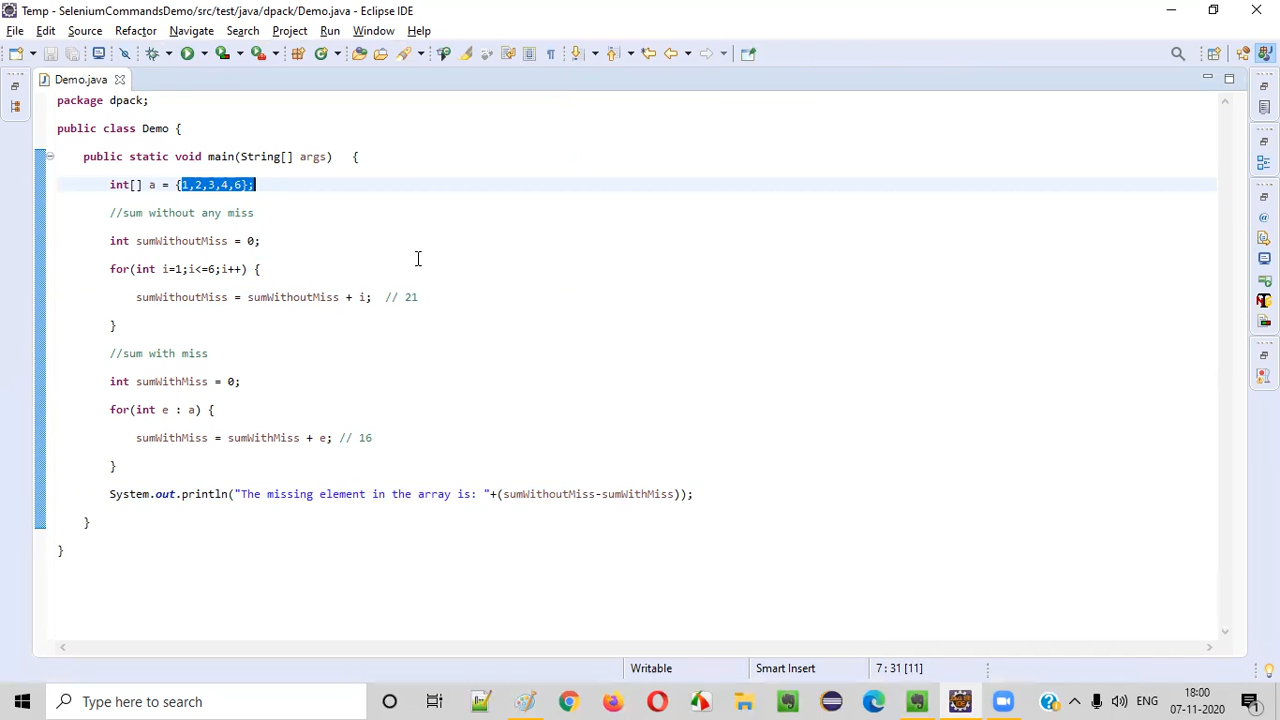 Temp - SeleniumCommandsDemo/src/test/java/dpack/Demo.java - Eclipse IDE
File Edit Source Refactor Navigate Search Project Run Window Help
Demo.java
package dpack;
public class Demo {
public static void main(String[] args) {
int[] a = {1,2,3,4,6};
//sum without any miss
int sumWithoutMiss = 0;
for(int i=1;i<=6;i++) {
sumWithoutMiss = sumWithoutMiss + i; // 21
}
//sum with miss
int sumWithMiss = 0;
for(int e : a) {
sumWithMiss = sumWithMiss + e; // 16
}
System.out.println("The missing element in the array is: "+(sumWithoutMiss-sumWithMiss));
}
}
Writable Smart Insert 7 : 31 [11]
Type here to search
ENG
18:00
07-11-2020